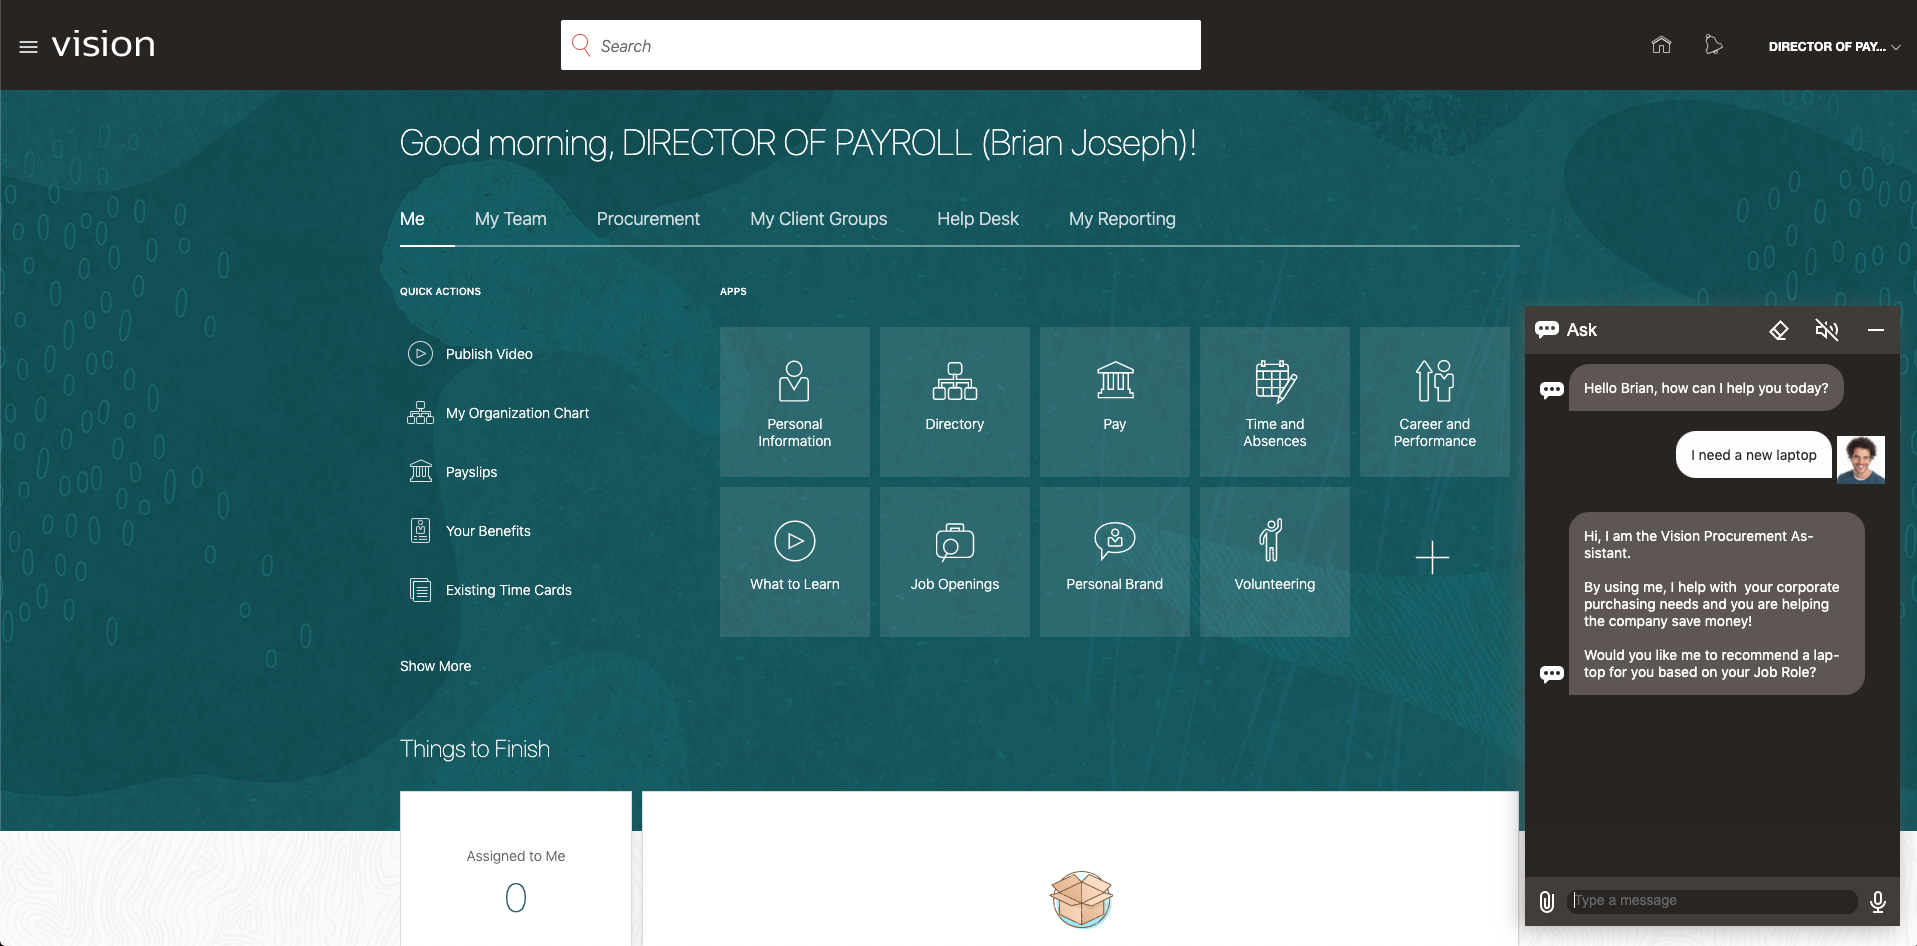 vision
Search
DIRECTOR OF PAY...
Good morning, DIRECTOR OF PAYROLL (Brian Joseph)!
Me
My Team
Procurement
My Client Groups
Help Desk
My Reporting
QUICK ACTIONS
Publish Video
My Organization Chart
Payslips
Your Benefits
Existing Time Cards
Show More
APPS
Personal
Information
Directory
Pay
Time and
Absences
Career and
Performance
What to Learn
Job Openings
Personal Brand
Volunteering
Things to Finish
Assigned to Me
0
Ask
Hello Brian, how can I help you today?
I need a new laptop
Hi, I am the Vision Procurement As-
sistant.
By using me, I help with  your corporate
purchasing needs and you are helping
the company save money!
Would you like me to recommend a lap-
top for you based on your Job Role?
Type a message